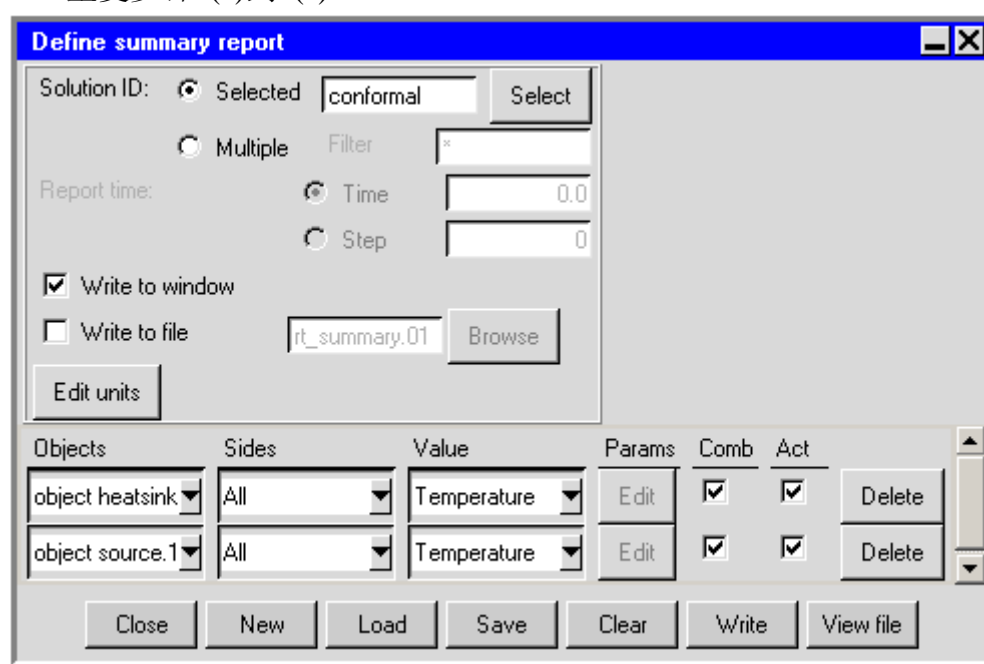 Define summary report
Solution ID: Selected conformal Select
Multiple Filter *
Report time: Time 0.0
Step 0
Write to window
Write to file rt_summary.01 Browse
Edit units
Objects Sides Value Params Comb Act
object heatsink All Temperature Edit Delete
object source.1 All Temperature Edit Delete
Close New Load Save Clear Write View file